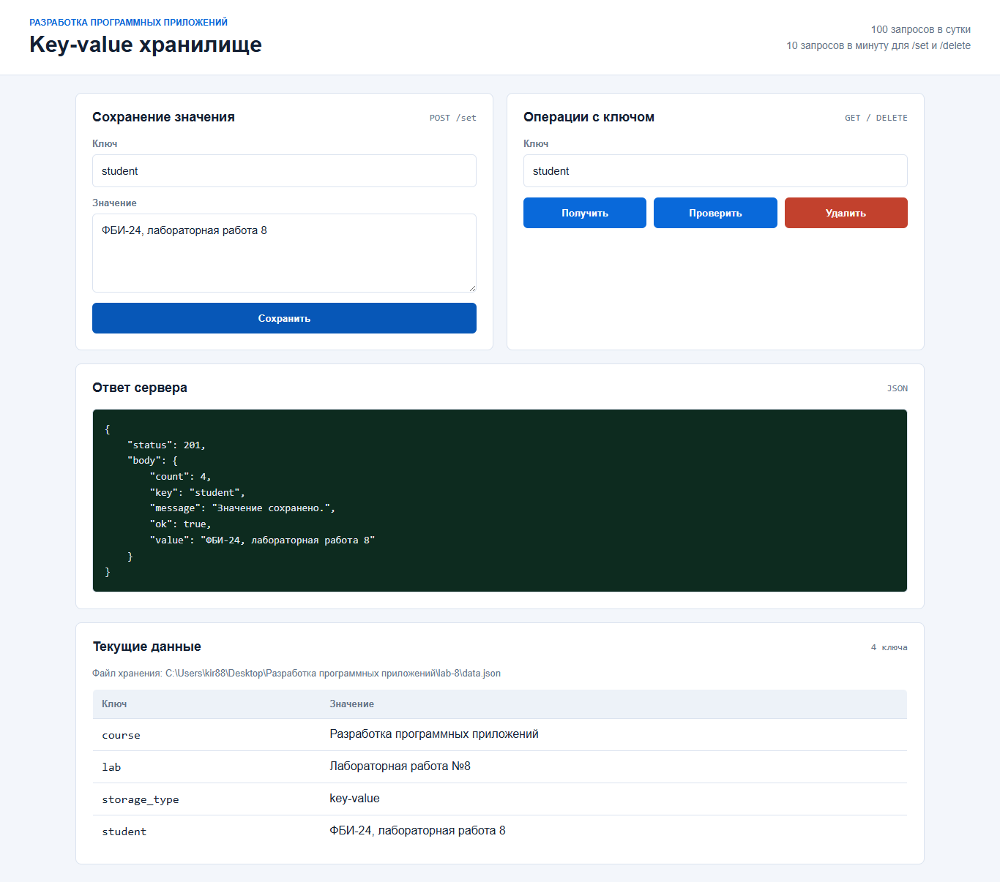 РАЗРАБОТКА ПРОГРАММНЫХ ПРИЛОЖЕНИЙ
Key-value хранилище
100 запросов в сутки
10 запросов в минуту для /set и /delete
Сохранение значения
POST /set
Ключ
student
Значение
ФБИ-24, лабораторная работа 8
Сохранить
Операции с ключом
GET / DELETE
Ключ
student
Получить
Проверить
Удалить
Ответ сервера
JSON
{
    "status": 201,
    "body": {
        "count": 4,
        "key": "student",
        "message": "Значение сохранено.",
        "ok": true,
        "value": "ФБИ-24, лабораторная работа 8"
    }
}
Текущие данные
4 ключа
Файл хранения: C:\Users\kir88\Desktop\Разработка программных приложений\lab-8\data.json
Ключ Значение
course Разработка программных приложений
lab Лабораторная работа №8
storage_type key-value
student ФБИ-24, лабораторная работа 8